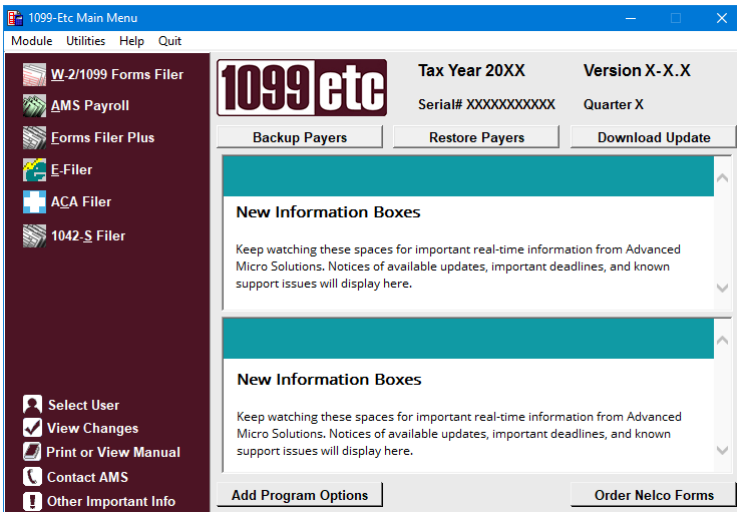 1099-Etc Main Menu
Module Utilities Help Quit
W-2/1099 Forms Filer
AMS Payroll
Forms Filer Plus
E-Filer
ACA Filer
1042-S Filer
Select User
View Changes
Print or View Manual
Contact AMS
Other Important Info
1099 etc
Tax Year 20XX
Version X-X.X
Serial# XXXXXXXXXXX
Quarter X
Backup Payers
Restore Payers
Download Update
New Information Boxes
Keep watching these spaces for important real-time information from Advanced
Micro Solutions. Notices of available updates, important deadlines, and known
support issues will display here.
New Information Boxes
Keep watching these spaces for important real-time information from Advanced
Micro Solutions. Notices of available updates, important deadlines, and known
support issues will display here.
Add Program Options
Order Nelco Forms